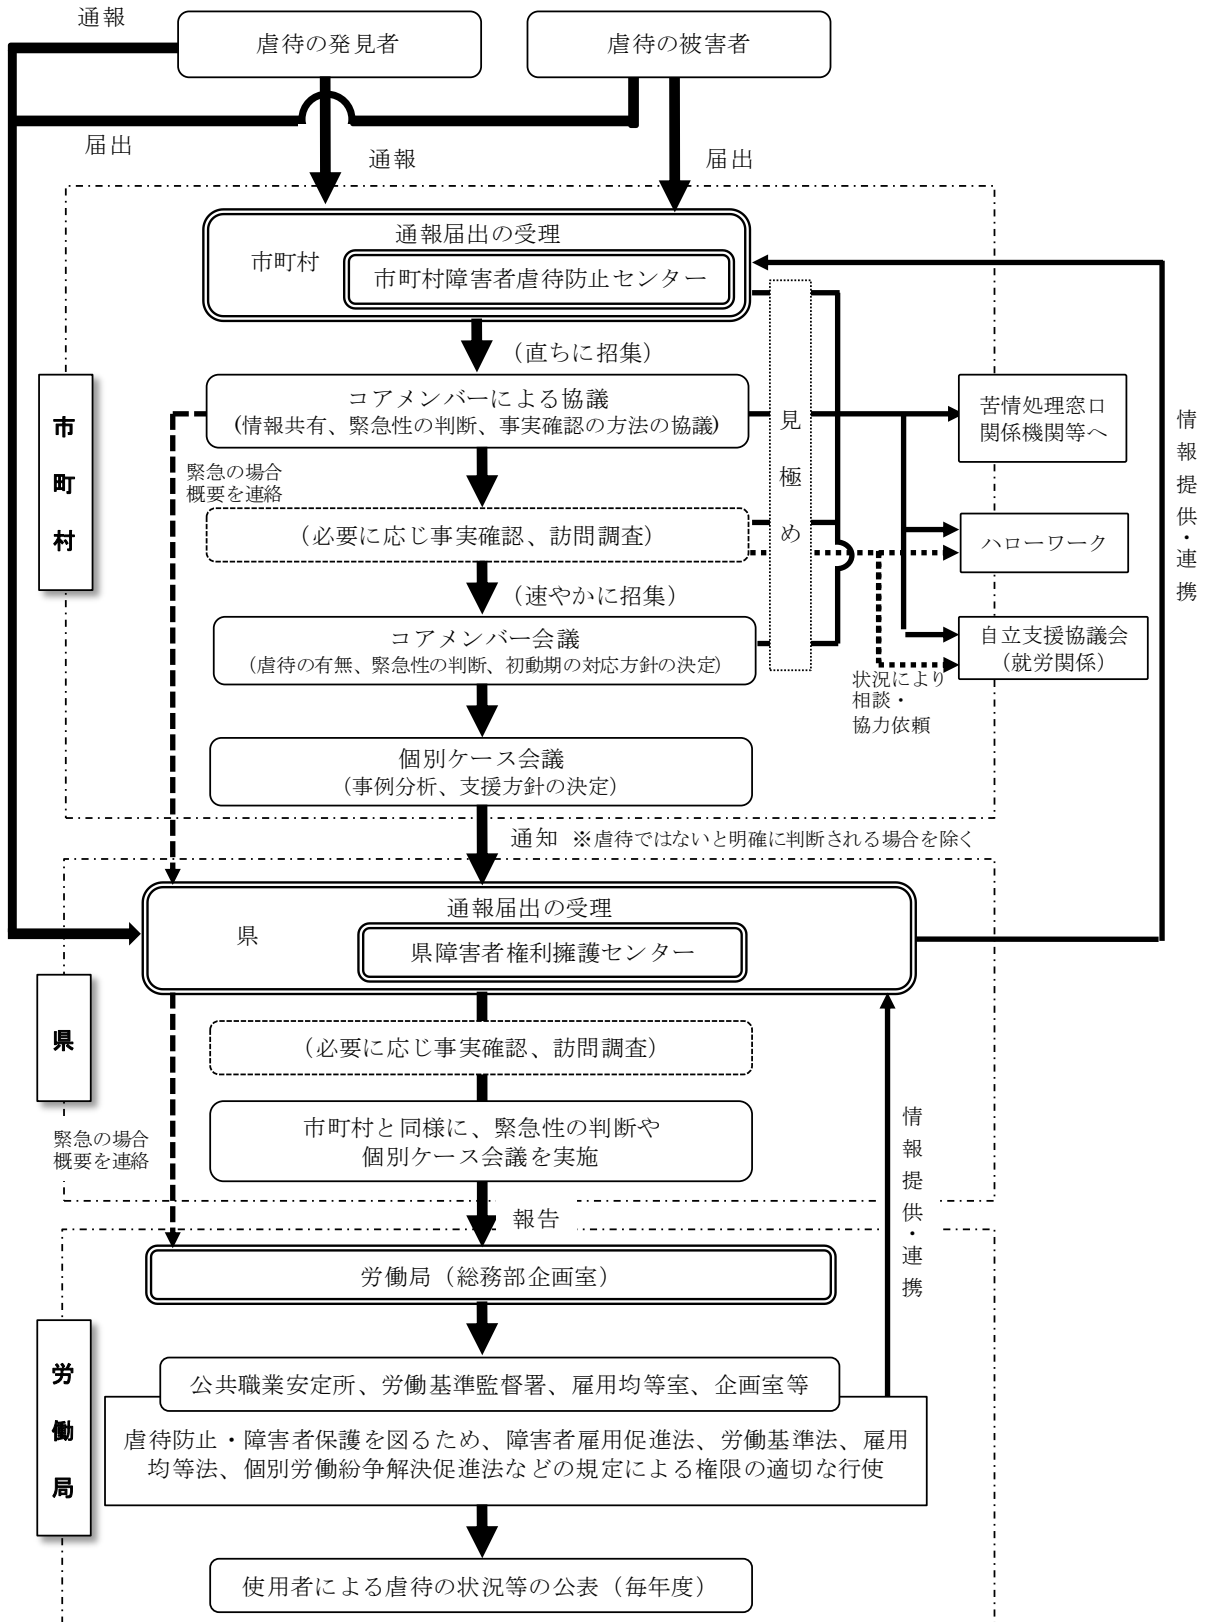 通報
虐待の発見者
虐待の被害者
届出
通報
届出
通報届出の受理
市町村
市町村障害者虐待防止センター
（直ちに招集）
コアメンバーによる協議
(情報共有、緊急性の判断、事実確認の方法の協議)
見極め
苦情処理窓口
関係機関等へ
情報提供・連携
市町村
緊急の場合
概要を連絡
（必要に応じ事実確認、訪問調査）
ハローワーク
（速やかに招集）
コアメンバー会議
（虐待の有無、緊急性の判断、初動期の対応方針の決定）
自立支援協議会
（就労関係）
状況により
相談・
協力依頼
個別ケース会議
（事例分析、支援方針の決定）
通知 ※虐待ではないと明確に判断される場合を除く
通報届出の受理
県
県障害者権利擁護センター
県
（必要に応じ事実確認、訪問調査）
市町村と同様に、緊急性の判断や
個別ケース会議を実施
緊急の場合
概要を連絡
情報提供・連携
報告
労働局（総務部企画室）
労働局
公共職業安定所、労働基準監督署、雇用均等室、企画室等
虐待防止・障害者保護を図るため、障害者雇用促進法、労働基準法、雇用
均等法、個別労働紛争解決促進法などの規定による権限の適切な行使
使用者による虐待の状況等の公表（毎年度）